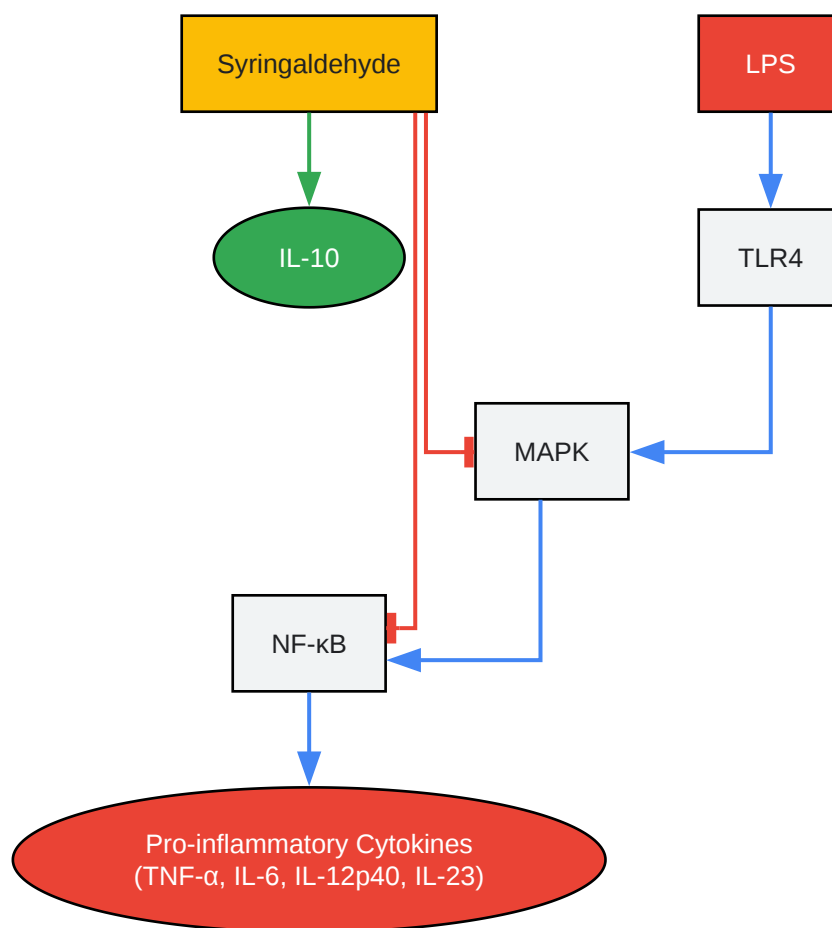 Syringaldehyde
LPS
IL-10
TLR4
MAPK
NF-κB
Pro-inflammatory Cytokines
(TNF-α, IL-6, IL-12p40, IL-23)